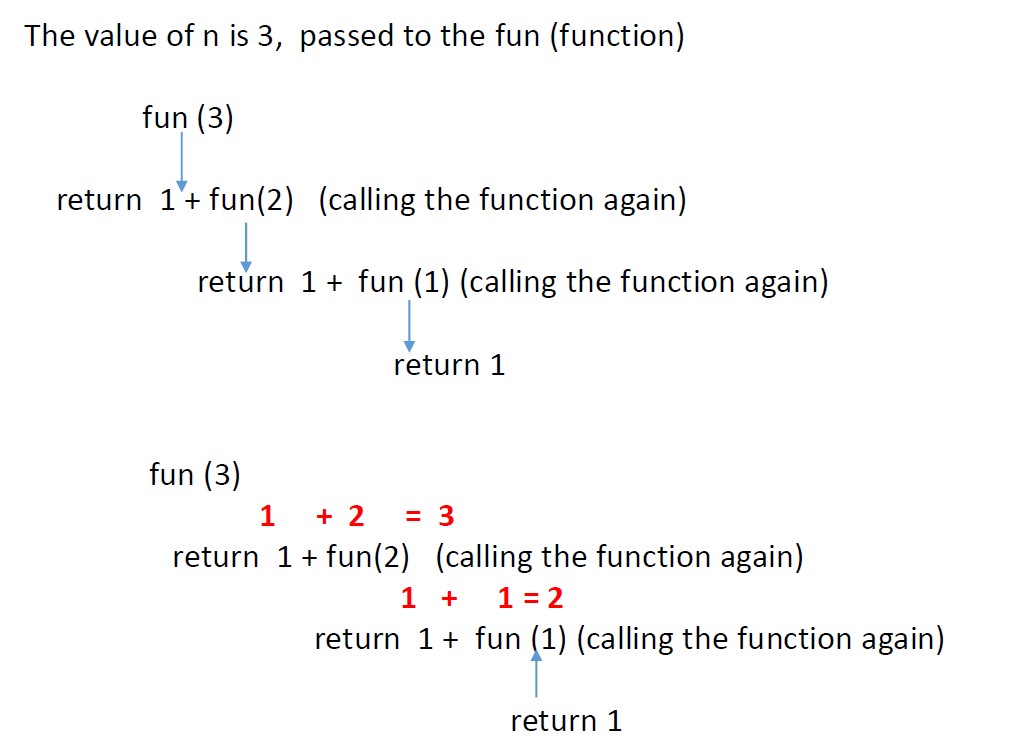 The value of n is 3, passed to the fun (function)
fun (3)
return 1 + fun(2) (calling the function again)
return 1 + fun (1) (calling the function again)
return 1
fun (3)
1 + 2 = 3
return 1 + fun(2) (calling the function again)
1 + 1 = 2
return 1 + fun (1) (calling the function again)
return 1